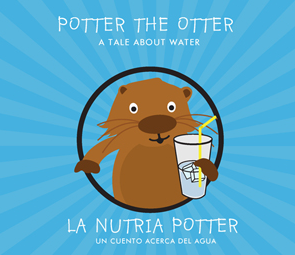 POTTER THE OTTER
A TALE ABOUT WATER
LA NUTRIA POTTER
UN CUENTO ACERCA DEL AGUA